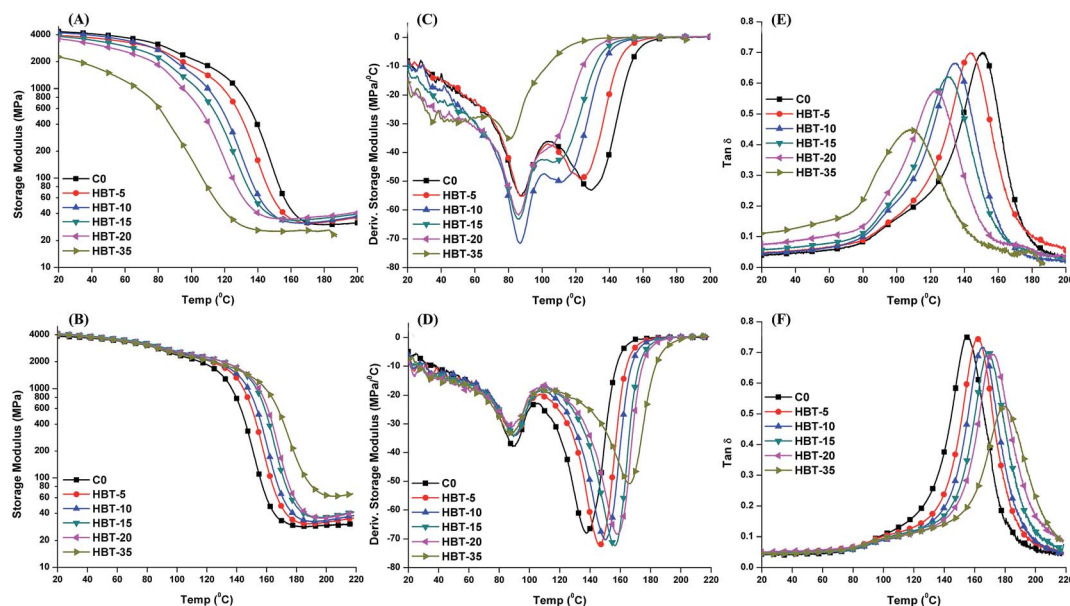 (A)
4000
2000
1000
800
600
400
200
100
80
60
40
20
10
Storage Modulus (MPa)
C0
HBT-5
HBT-10
HBT-15
HBT-20
HBT-35
20 40 60 80 100 120 140 160 180 200
Temp (⁰C)
(C)
0
-10
-20
-30
-40
-50
-60
-70
-80
Deriv. Storage Modulus (MPa/⁰C)
C0
HBT-5
HBT-10
HBT-15
HBT-20
HBT-35
20 40 60 80 100 120 140 160 180 200
Temp (⁰C)
(E)
0.8
0.7
0.6
0.5
0.4
0.3
0.2
0.1
0.0
Tan δ
C0
HBT-5
HBT-10
HBT-15
HBT-20
HBT-35
20 40 60 80 100 120 140 160 180 200
Temp (⁰C)
(B)
4000
2000
1000
800
600
400
200
100
80
60
40
20
10
Storage Modulus (MPa)
C0
HBT-5
HBT-10
HBT-15
HBT-20
HBT-35
20 40 60 80 100 120 140 160 180 200 220
Temp (⁰C)
(D)
0
-10
-20
-30
-40
-50
-60
-70
-80
Deriv. Storage Modulus (MPa/⁰C)
C0
HBT-5
HBT-10
HBT-15
HBT-20
HBT-35
20 40 60 80 100 120 140 160 180 200 220
Temp (⁰C)
(F)
0.8
0.7
0.6
0.5
0.4
0.3
0.2
0.1
0.0
Tan δ
C0
HBT-5
HBT-10
HBT-15
HBT-20
HBT-35
20 40 60 80 100 120 140 160 180 200 220
Temp (⁰C)